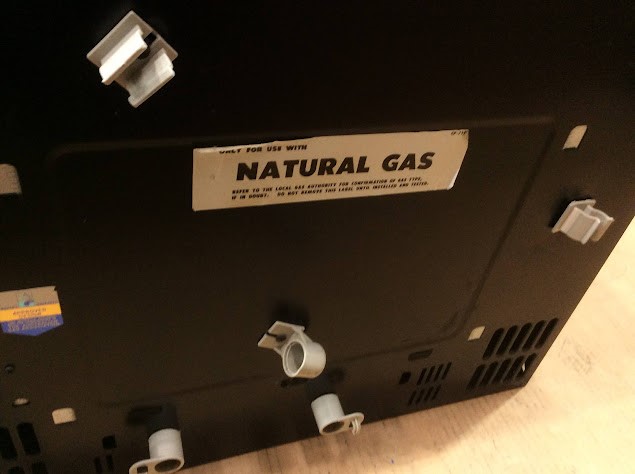 ONLY FOR USE WITH
NATURAL GAS
REFER TO THE LOCAL GAS AUTHORITY FOR CONFIRMATION OF GAS TYPE,
IF IN DOUBT. DO NOT REMOVE THIS LABEL UNTIL INSTALLED AND TESTED.
APPROVED